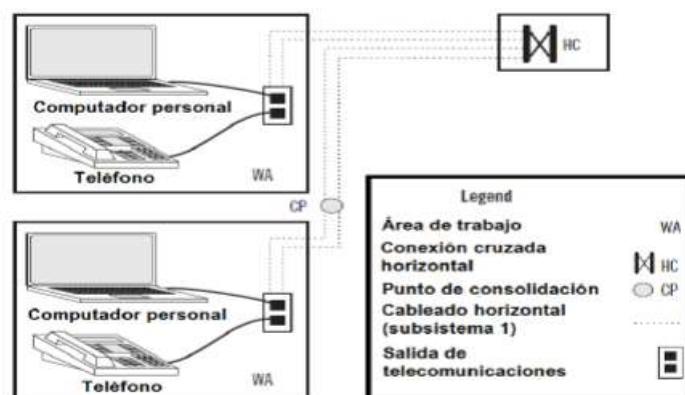 Computador personal
HC
Teléfono
WA
CP
Computador personal
Teléfono
WA
Legend
Área de trabajo WA
Conexión cruzada
horizontal HC
Punto de consolidación CP
Cableado horizontal
(subsistema 1)
Salida de
telecomunicaciones